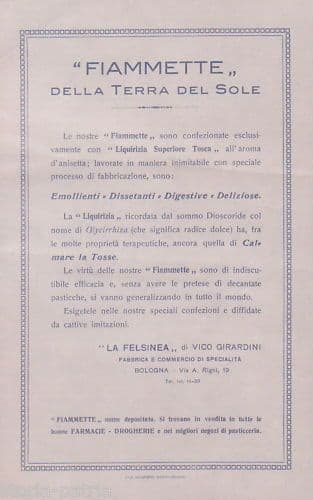 "FIAMMETTE„
DELLA TERRA DEL SOLE
Le nostre "Fiammette„ sono confezionate esclusi-
vamente con "Liquirizia Superiore Tosca„ all'aroma
d'anisetta; lavorate in maniera inimitabile con speciale
processo di fabbricazione, sono:
Emollienti • Dissetanti • Digestive • Deliziose.
La "Liquirizia„ ricordata dal sommo Dioscoride col
nome di Glycirrhiza (che significa radice dolce) ha, fra
le molte proprietà terapeutiche, ancora quella di Cal-
mare la Tosse.
Le virtù delle nostre "Fiammette„ sono di indiscu-
tibile efficacia e, senza avere le pretese di decantate
pasticche, si vanno generalizzando in tutto il mondo.
Esigetele nelle nostre speciali confezioni e diffidate
da cattive imitazioni.
"LA FELSINEA„ di VICO GIRARDINI
FABBRICA E COMMERCIO DI SPECIALITÀ
BOLOGNA - Via A. Righi, 19
"FIAMMETTE„ nome depositato. Si trovano in vendita in tutte le
buone FARMACIE - DROGHERIE e nei migliori negozi di pasticceria.